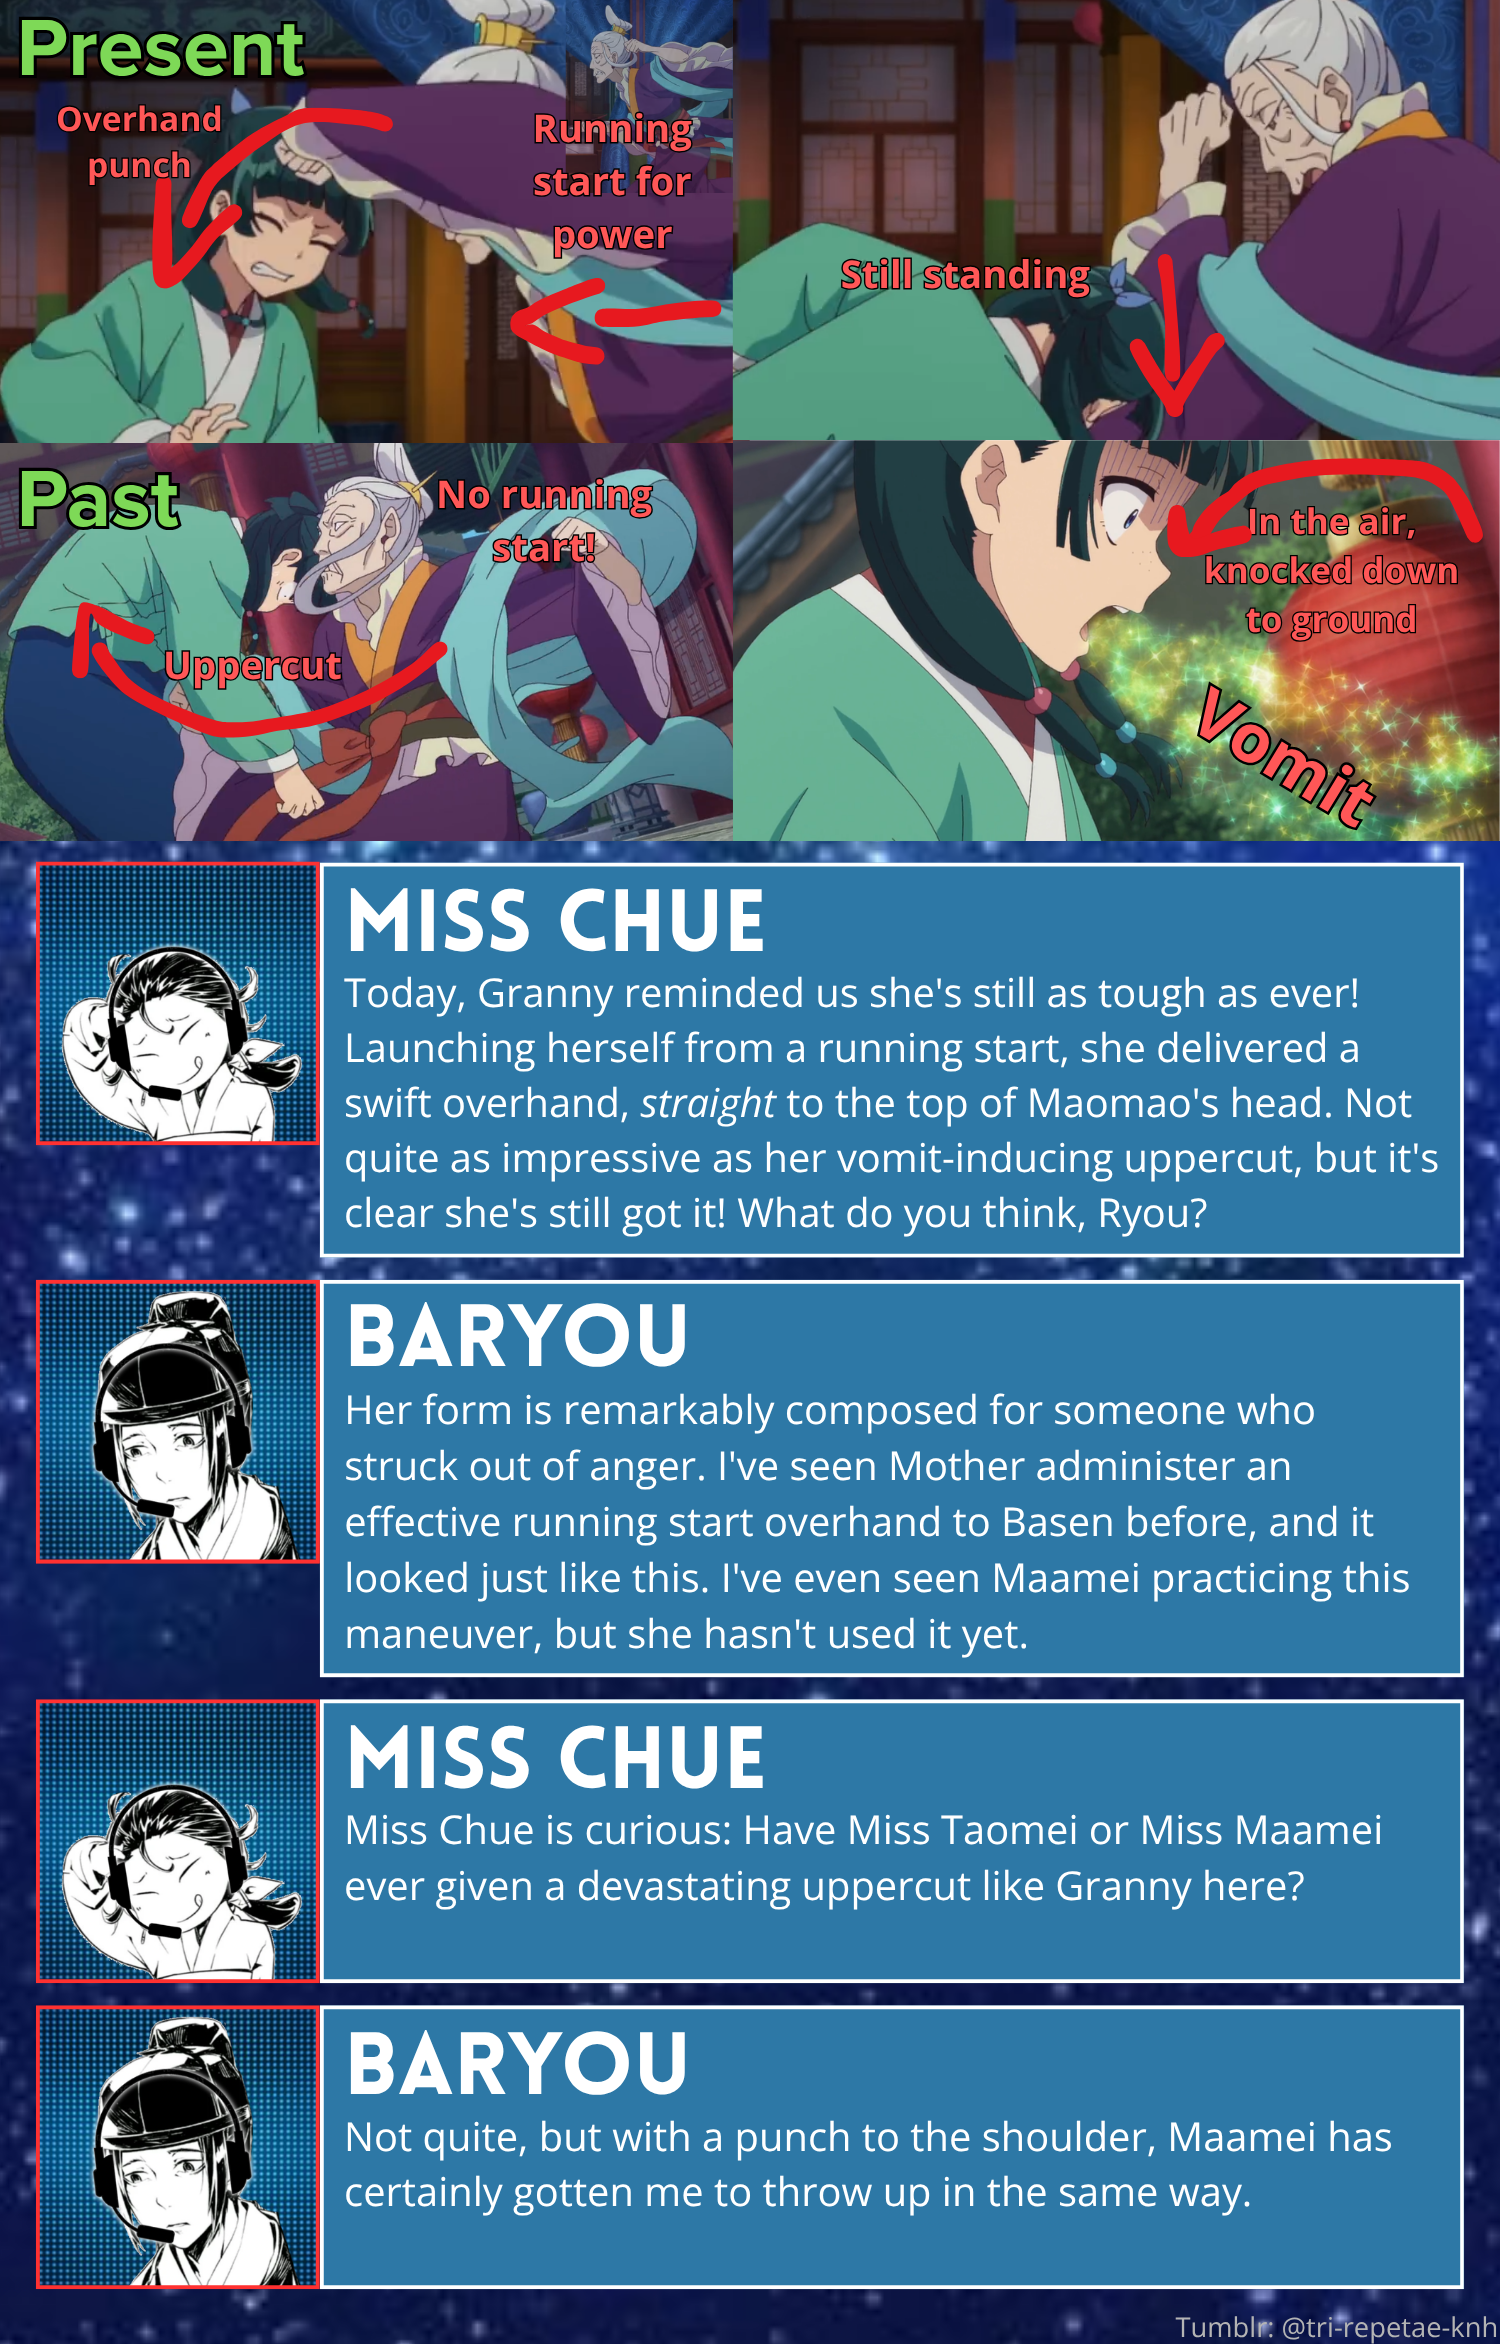 Present
Overhand
punch
Running
start for
power
Still standing
Past
No running
start!
Uppercut
In the air,
knocked down
to ground
Vomit
MISS CHUE
Today, Granny reminded us she's still as tough as ever!
Launching herself from a running start, she delivered a
swift overhand, straight to the top of Maomao's head. Not
quite as impressive as her vomit-inducing uppercut, but it's
clear she's still got it! What do you think, Ryou?
BARYOU
Her form is remarkably composed for someone who
struck out of anger. I've seen Mother administer an
effective running start overhand to Basen before, and it
looked just like this. I've even seen Maamei practicing this
maneuver, but she hasn't used it yet.
MISS CHUE
Miss Chue is curious: Have Miss Taomei or Miss Maamei
ever given a devastating uppercut like Granny here?
BARYOU
Not quite, but with a punch to the shoulder, Maamei has
certainly gotten me to throw up in the same way.
Tumblr: @tri-repetae-knh